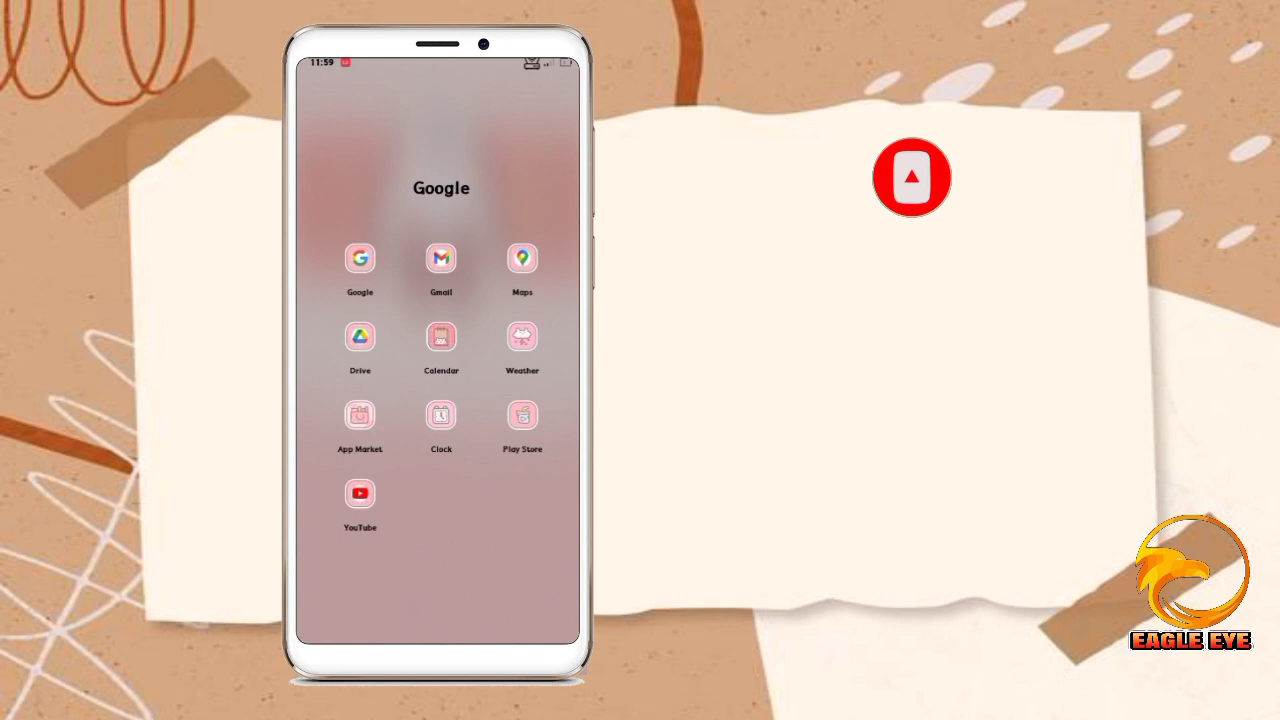 11:59
Google
Google Gmail Maps
Drive Calendar Weather
App Market Clock Play Store
YouTube
EAGLE EYE